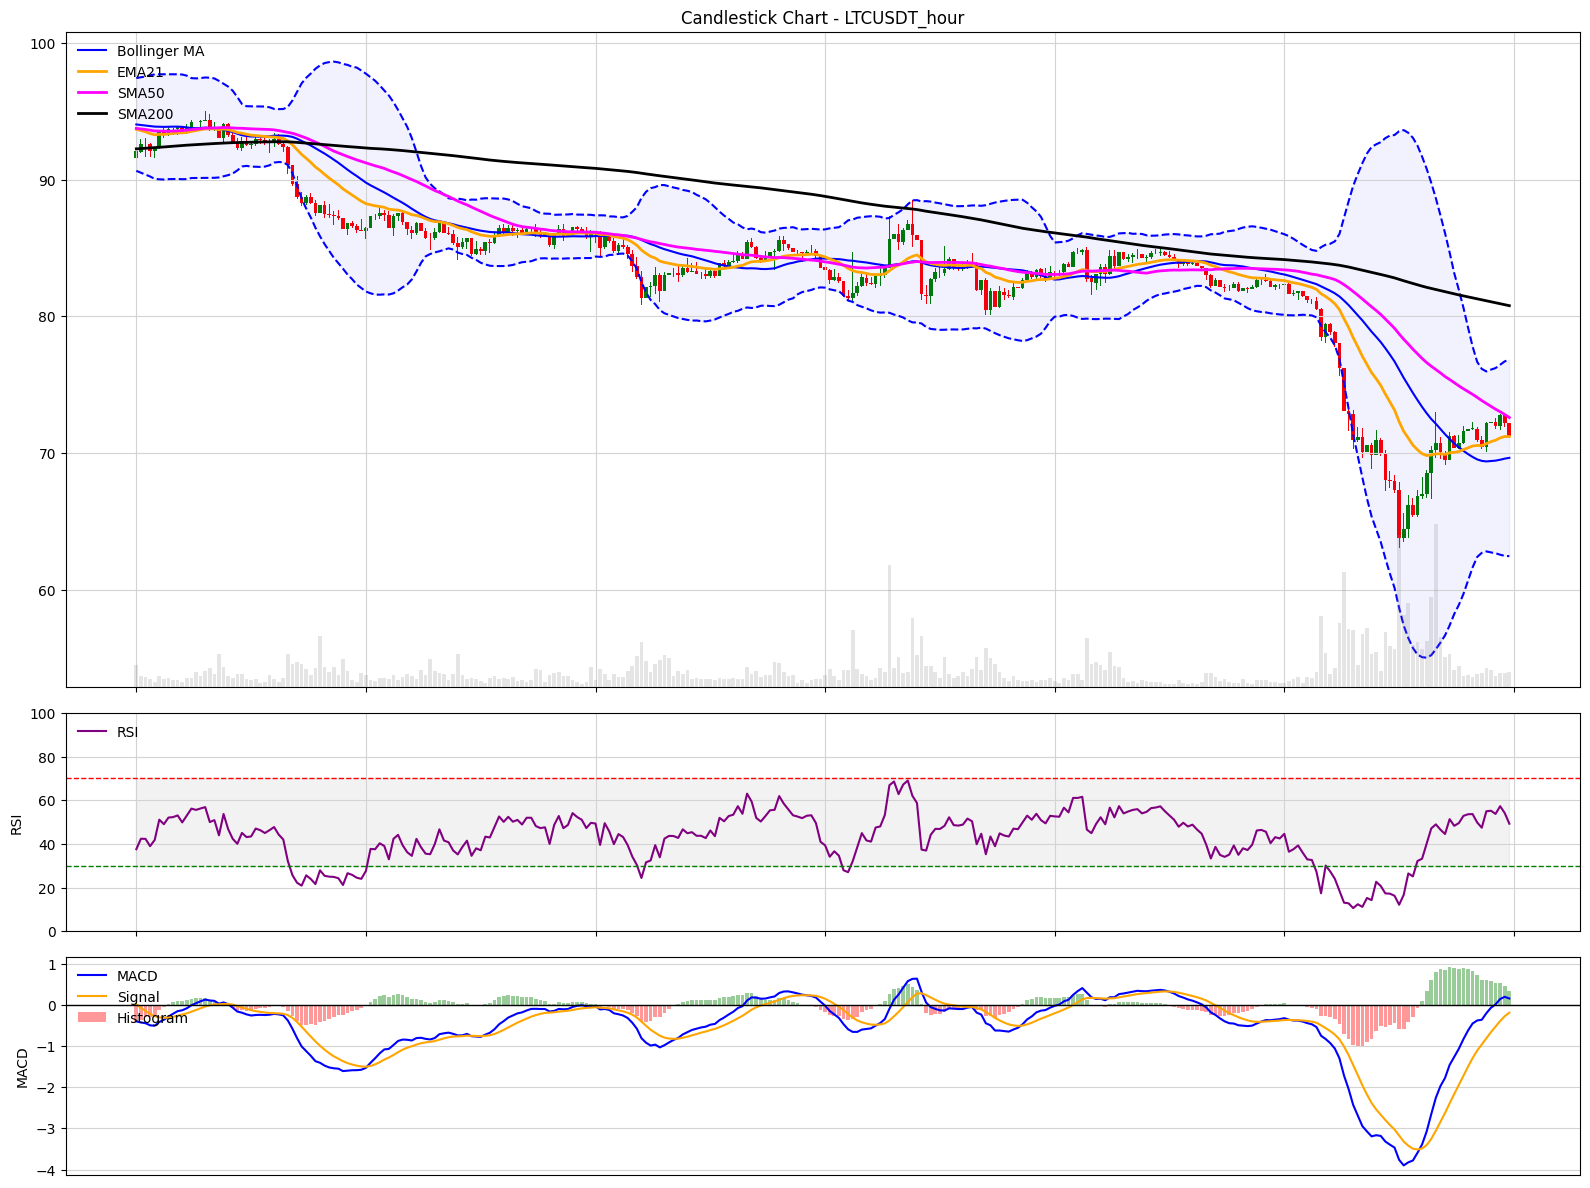 Candlestick Chart - LTCUSDT_hour
100
90
80
70
60
Bollinger MA
EMA21
SMA50
SMA200
100
80
60
40
20
0
RSI
RSI
1
0
−1
−2
−3
−4
MACD
MACD
Signal
Histogram